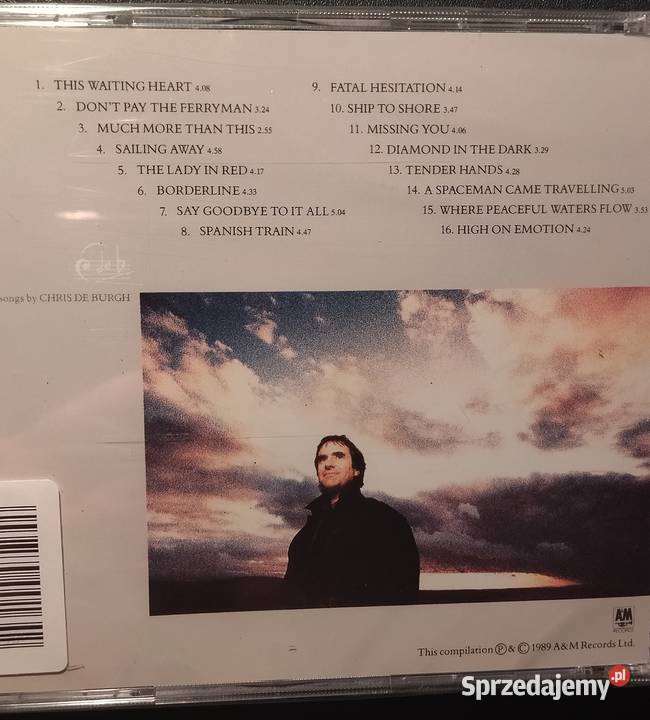 1. THIS WAITING HEART 4.08
2. DON'T PAY THE FERRYMAN 3.24
3. MUCH MORE THAN THIS 2.55
4. SAILING AWAY 4.58
5. THE LADY IN RED 4.17
6. BORDERLINE 4.33
7. SAY GOODBYE TO IT ALL 5.04
8. SPANISH TRAIN 4.47
9. FATAL HESITATION 4.14
10. SHIP TO SHORE 3.47
11. MISSING YOU 4.06
12. DIAMOND IN THE DARK 3.29
13. TENDER HANDS 4.28
14. A SPACEMAN CAME TRAVELLING 5.03
15. WHERE PEACEFUL WATERS FLOW 3.53
16. HIGH ON EMOTION 4.24
songs by CHRIS DE BURGH
A&M
RECORDS
This compilation Ⓟ & © 1989 A&M Records Ltd.
Sprzedajemy.pl